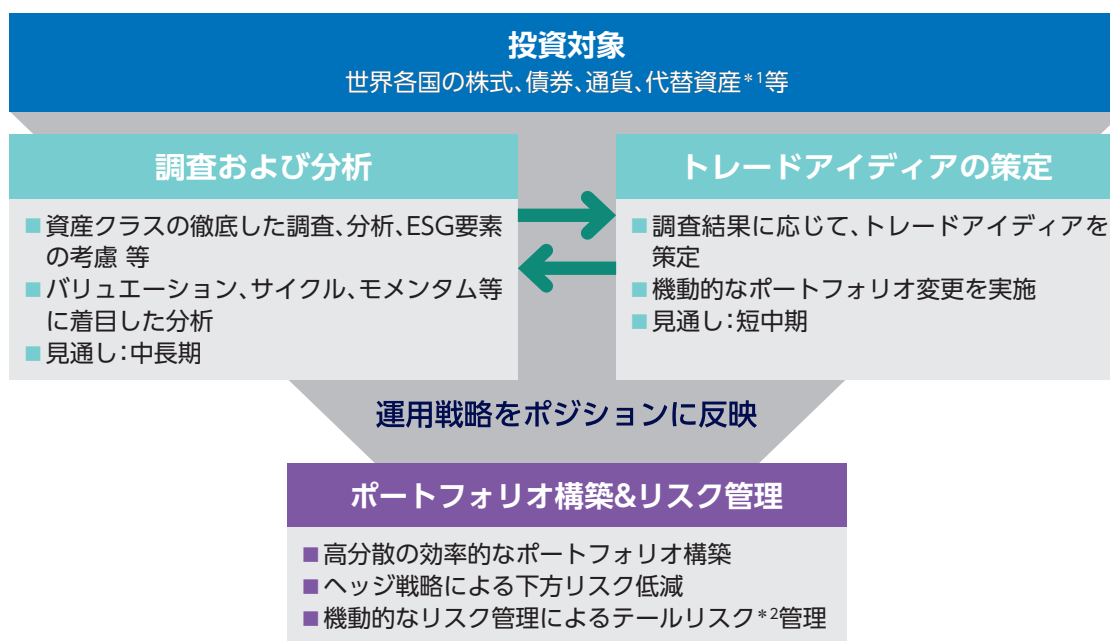 投資対象
世界各国の株式、債券、通貨、代替資産*1等
調査および分析
■資産クラスの徹底した調査、分析、ESG要素
の考慮 等
■バリュエーション、サイクル、モメンタム等
に着目した分析
■見通し：中長期
トレードアイディアの策定
■調査結果に応じて、トレードアイディアを
策定
■機動的なポートフォリオ変更を実施
■見通し：短中期
運用戦略をポジションに反映
ポートフォリオ構築&リスク管理
■高分散の効率的なポートフォリオ構築
■ヘッジ戦略による下方リスク低減
■機動的なリスク管理によるテールリスク*2管理